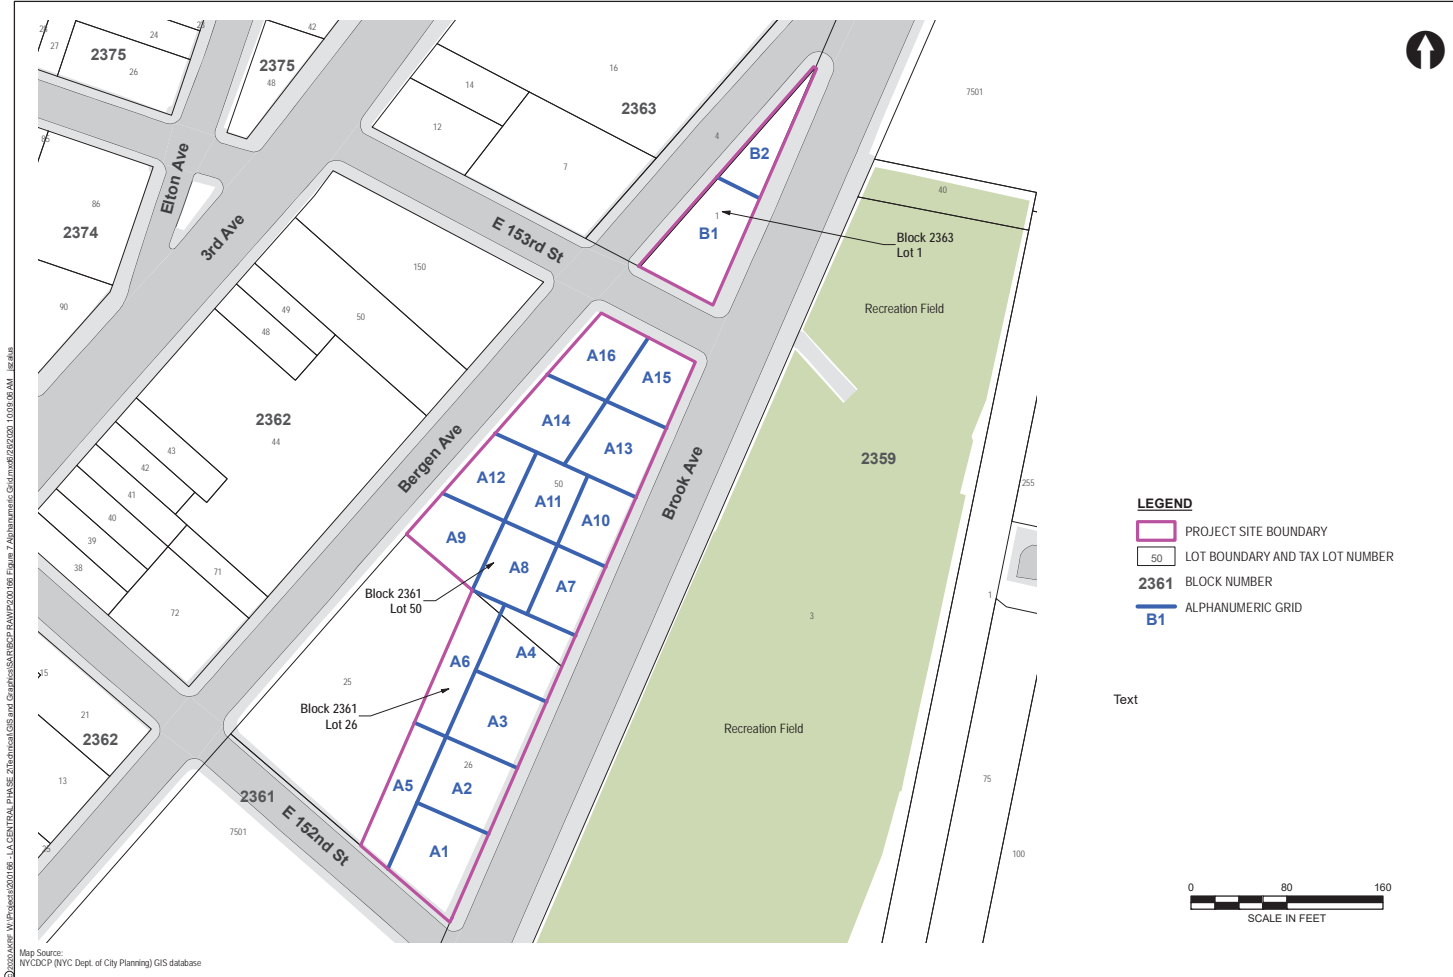 24
42
27
2375
26
2375
48
16
14
2363
12
7501
4
B2
7
40
Elton Ave
86
2374
3rd Ave
E 153rd St
1
B1
Block 2363
Lot 1
150
90
49
50
48
Recreation Field
A16
A15
2362
44
A14
A13
43
42
41
40
39
38
Bergen Ave
A12
50
A11
A10
Brook Ave
2359
255
A9
A8
A7
71
72
Block 2361
Lot 50
1
3
A6
A4
25
Block 2361
Lot 26
A3
15
21
2362
13
Recreation Field
26
A5
A2
75
2361
7501
E 152nd St
A1
100
LEGEND
PROJECT SITE BOUNDARY
50 LOT BOUNDARY AND TAX LOT NUMBER
2361 BLOCK NUMBER
ALPHANUMERIC GRID
B1
Text
0 80 160
SCALE IN FEET
Map Source:
NYCDCP (NYC Dept. of City Planning) GIS database